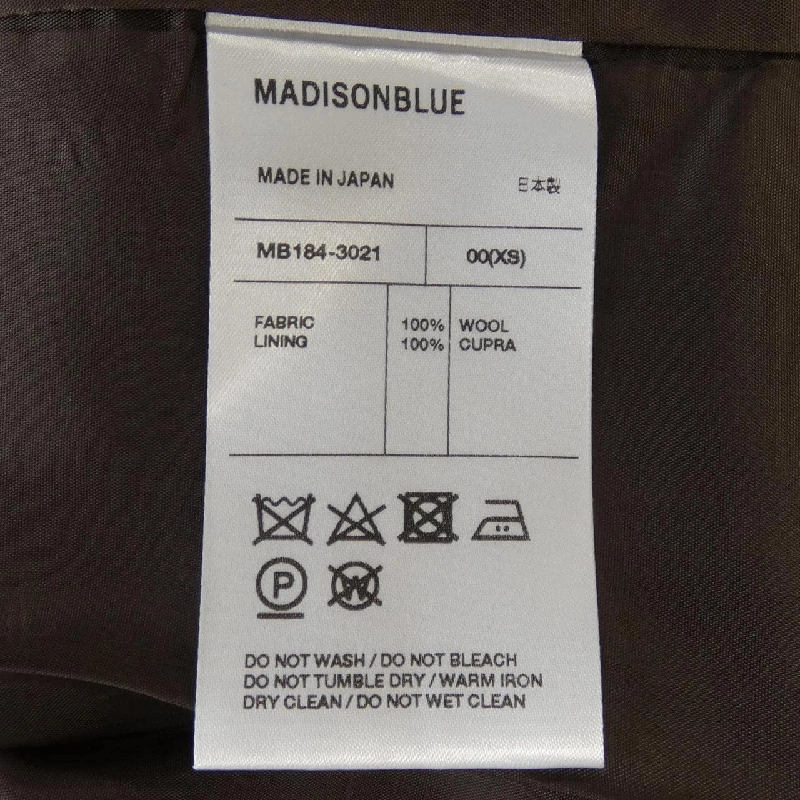 MADISONBLUE
MADE IN JAPAN 日本製
MB184-3021 00(XS)
FABRIC 100% WOOL
LINING 100% CUPRA
P
W
DO NOT WASH / DO NOT BLEACH
DO NOT TUMBLE DRY / WARM IRON
DRY CLEAN / DO NOT WET CLEAN